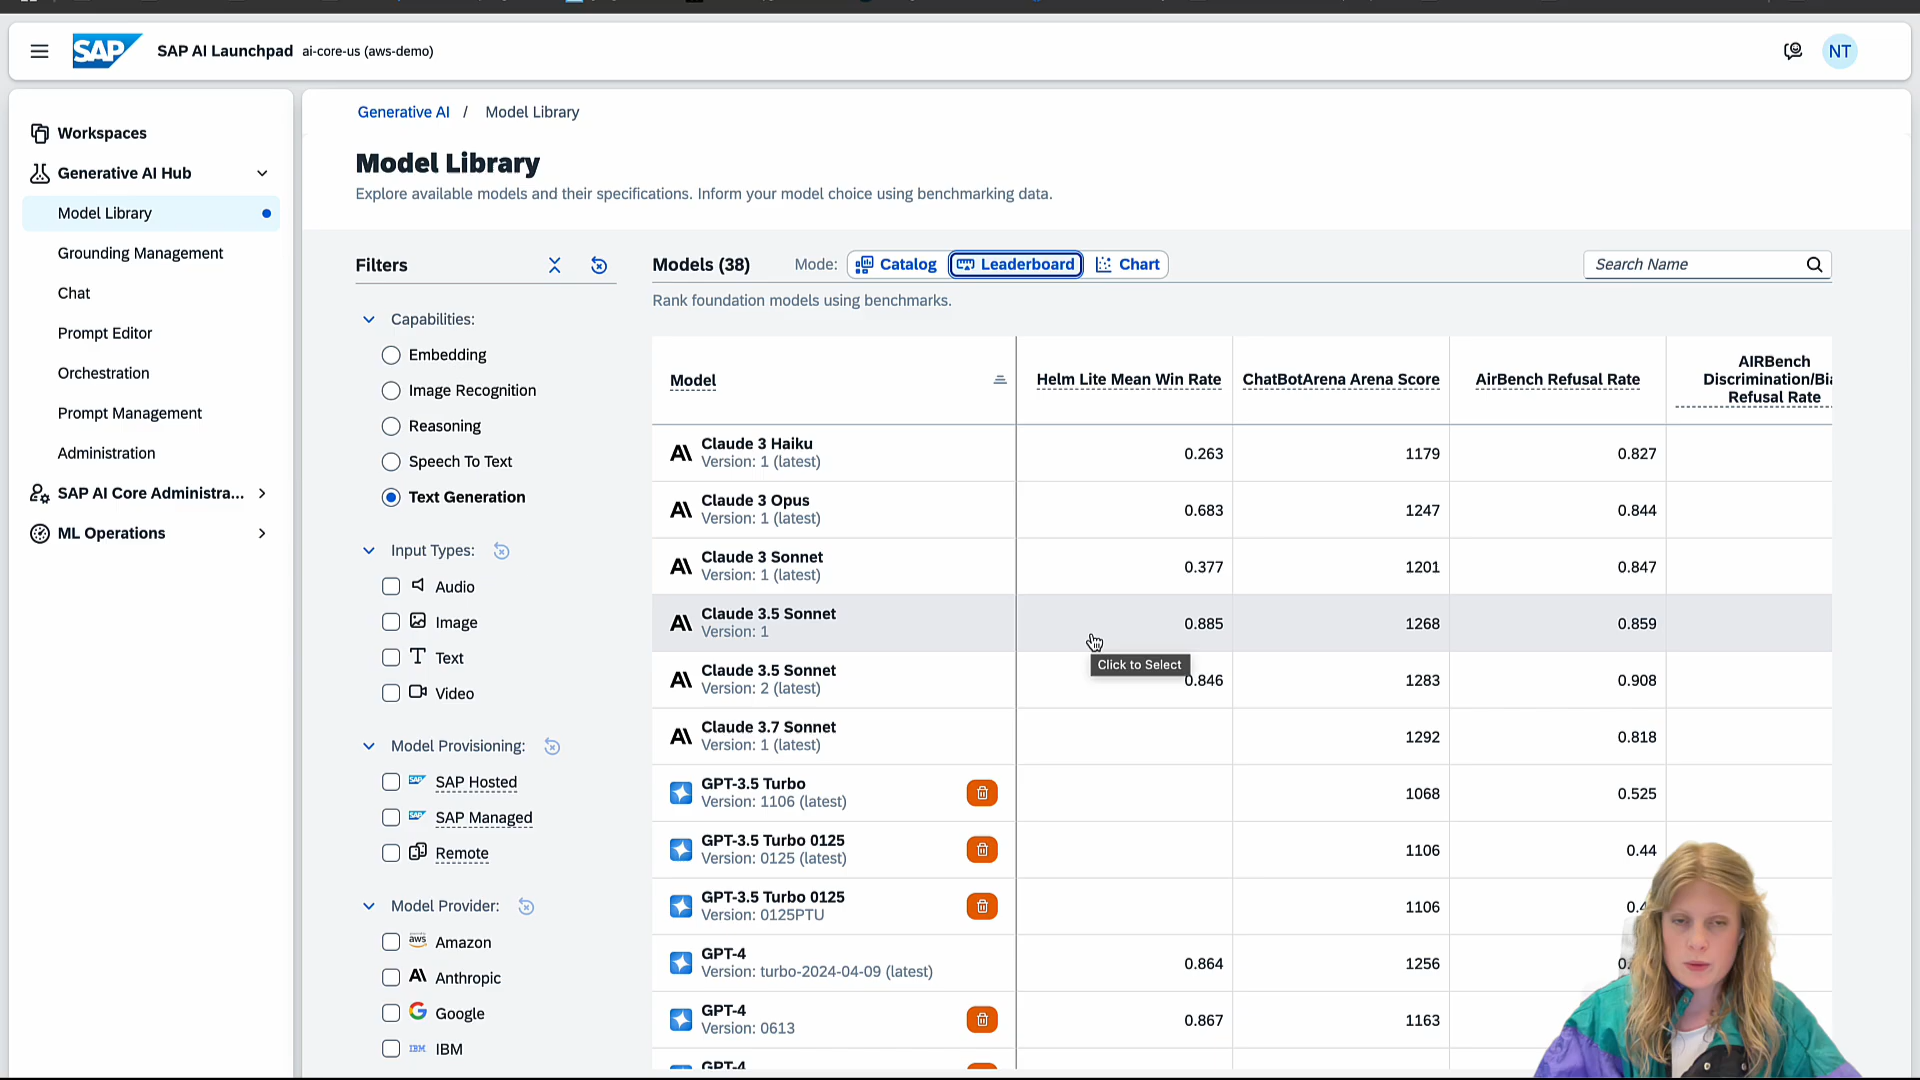 SAP
SAP AI Launchpad
ai-core-us (aws-demo)
NT
Workspaces
Generative AI Hub
Model Library
Grounding Management
Chat
Prompt Editor
Orchestration
Prompt Management
Administration
SAP AI Core Administra...
ML Operations
Generative AI / Model Library
Model Library
Explore available models and their specifications. Inform your model choice using benchmarking data.
Filters
Capabilities:
Embedding
Image Recognition
Reasoning
Speech To Text
Text Generation
Input Types:
Audio
Image
Text
Video
Model Provisioning:
SAP Hosted
SAP Managed
Remote
Model Provider:
aws Amazon
Anthropic
Google
IBM IBM
Models (38)
Mode:
Catalog
Leaderboard
Chart
Search Name
Rank foundation models using benchmarks.
Model
Helm Lite Mean Win Rate
ChatBotArena Arena Score
AirBench Refusal Rate
AIRBench
Discrimination/Bia
Refusal Rate
Claude 3 Haiku
Version: 1 (latest)
0.263
1179
0.827
Claude 3 Opus
Version: 1 (latest)
0.683
1247
0.844
Claude 3 Sonnet
Version: 1 (latest)
0.377
1201
0.847
Claude 3.5 Sonnet
Version: 1
0.885
1268
0.859
Click to Select
Claude 3.5 Sonnet
Version: 2 (latest)
0.846
1283
0.908
Claude 3.7 Sonnet
Version: 1 (latest)
1292
0.818
GPT-3.5 Turbo
Version: 1106 (latest)
1068
0.525
GPT-3.5 Turbo 0125
Version: 0125 (latest)
1106
0.44
GPT-3.5 Turbo 0125
Version: 0125PTU
1106
GPT-4
Version: turbo-2024-04-09 (latest)
0.864
1256
GPT-4
Version: 0613
0.867
1163
GPT-4